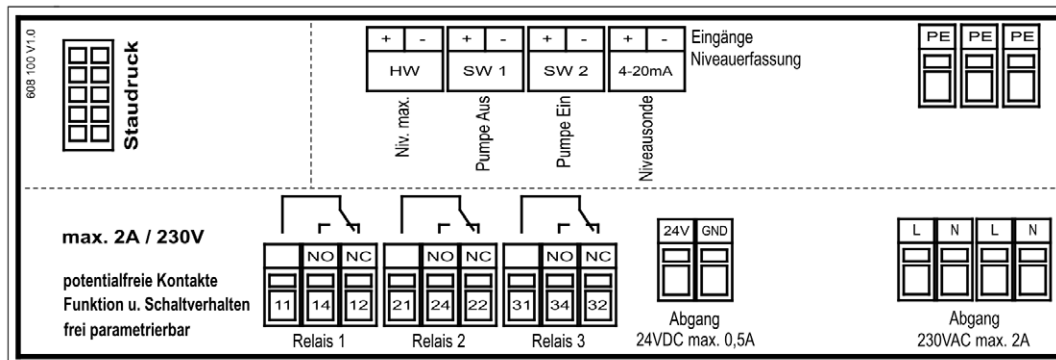 608 100 V1.0
Staudruck
+ - + - + - + -
HW SW 1 SW 2 4-20mA
Eingänge
Niveauerfassung
Niv. max.
Pumpe Aus
Pumpe Ein
Niveausonde
PE PE PE
max. 2A / 230V
potentialfreie Kontakte
Funktion u. Schaltverhalten
frei parametrierbar
NO NC NO NC NO NC
11 14 12 21 24 22 31 34 32
Relais 1 Relais 2 Relais 3
24V GND
Abgang
24VDC max. 0,5A
L N L N
Abgang
230VAC max. 2A